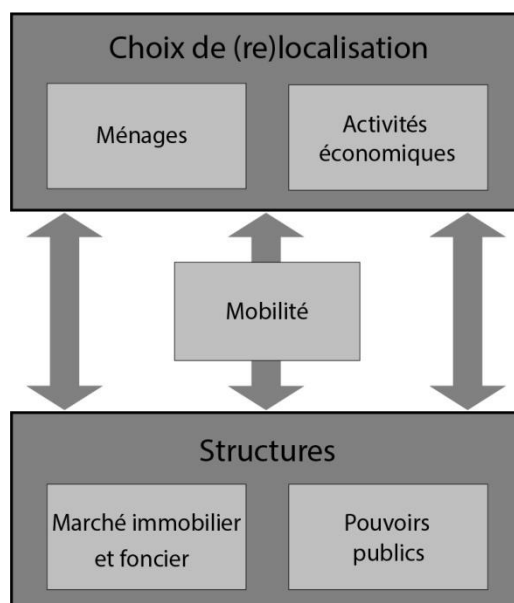 Choix de (re)localisation
Ménages
Activités
économiques
Mobilité
Structures
Marché immobilier
et foncier
Pouvoirs
publics